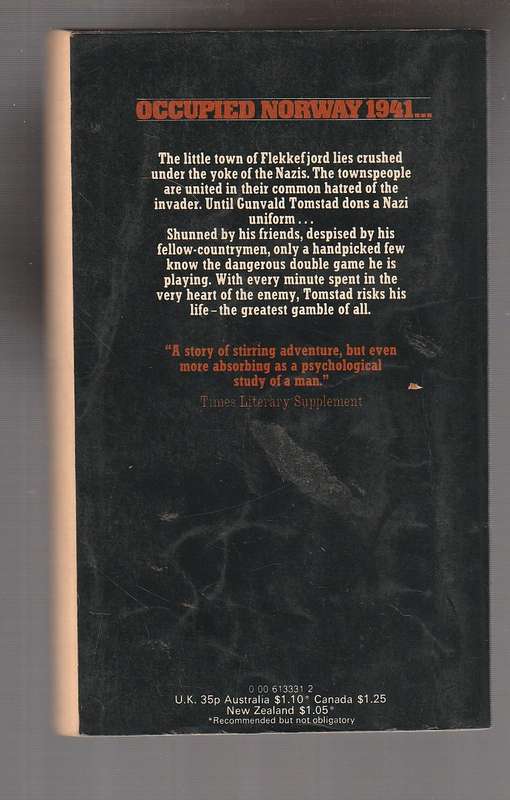 OCCUPIED NORWAY 1941...
The little town of Flekkefjord lies crushed
under the yoke of the Nazis. The townspeople
are united in their common hatred of the
invader. Until Gunvald Tomstad dons a Nazi
uniform...
Shunned by his friends, despised by his
fellow-countrymen, only a handpicked few
know the dangerous double game he is
playing. With every minute spent in the
very heart of the enemy, Tomstad risks his
life–the greatest gamble of all.
“A story of stirring adventure, but even
more absorbing as a psychological
study of a man.”
Times Literary Supplement
0 00 613331 2
U.K. 35p Australia $1.10* Canada $1.25
New Zealand $1.05*
*Recommended but not obligatory